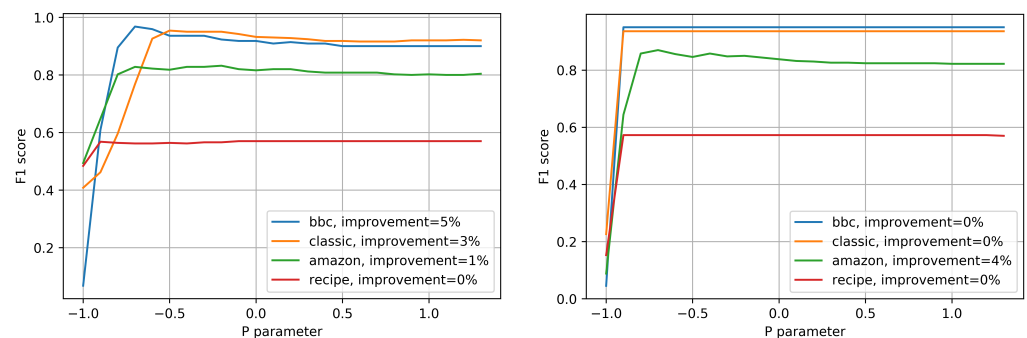 1.0
0.8
0.6
0.4
0.2
F1 score
−1.0 −0.5 0.0 0.5 1.0
P parameter
bbc, improvement=5%
classic, improvement=3%
amazon, improvement=1%
recipe, improvement=0%
0.8
0.6
0.4
0.2
0.0
F1 score
−1.0 −0.5 0.0 0.5 1.0
P parameter
bbc, improvement=0%
classic, improvement=0%
amazon, improvement=4%
recipe, improvement=0%